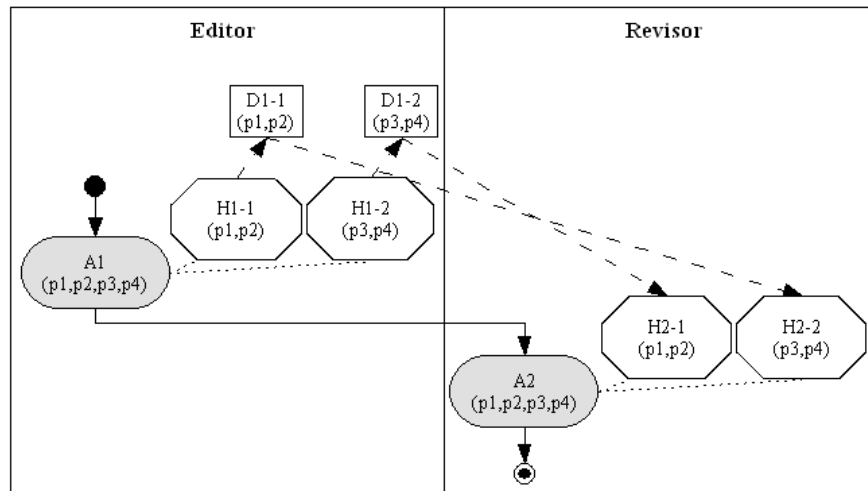 Editor
Revisor
D1-1
(p1,p2)
D1-2
(p3,p4)
H1-1
(p1,p2)
H1-2
(p3,p4)
A1
(p1,p2,p3,p4)
H2-1
(p1,p2)
H2-2
(p3,p4)
A2
(p1,p2,p3,p4)